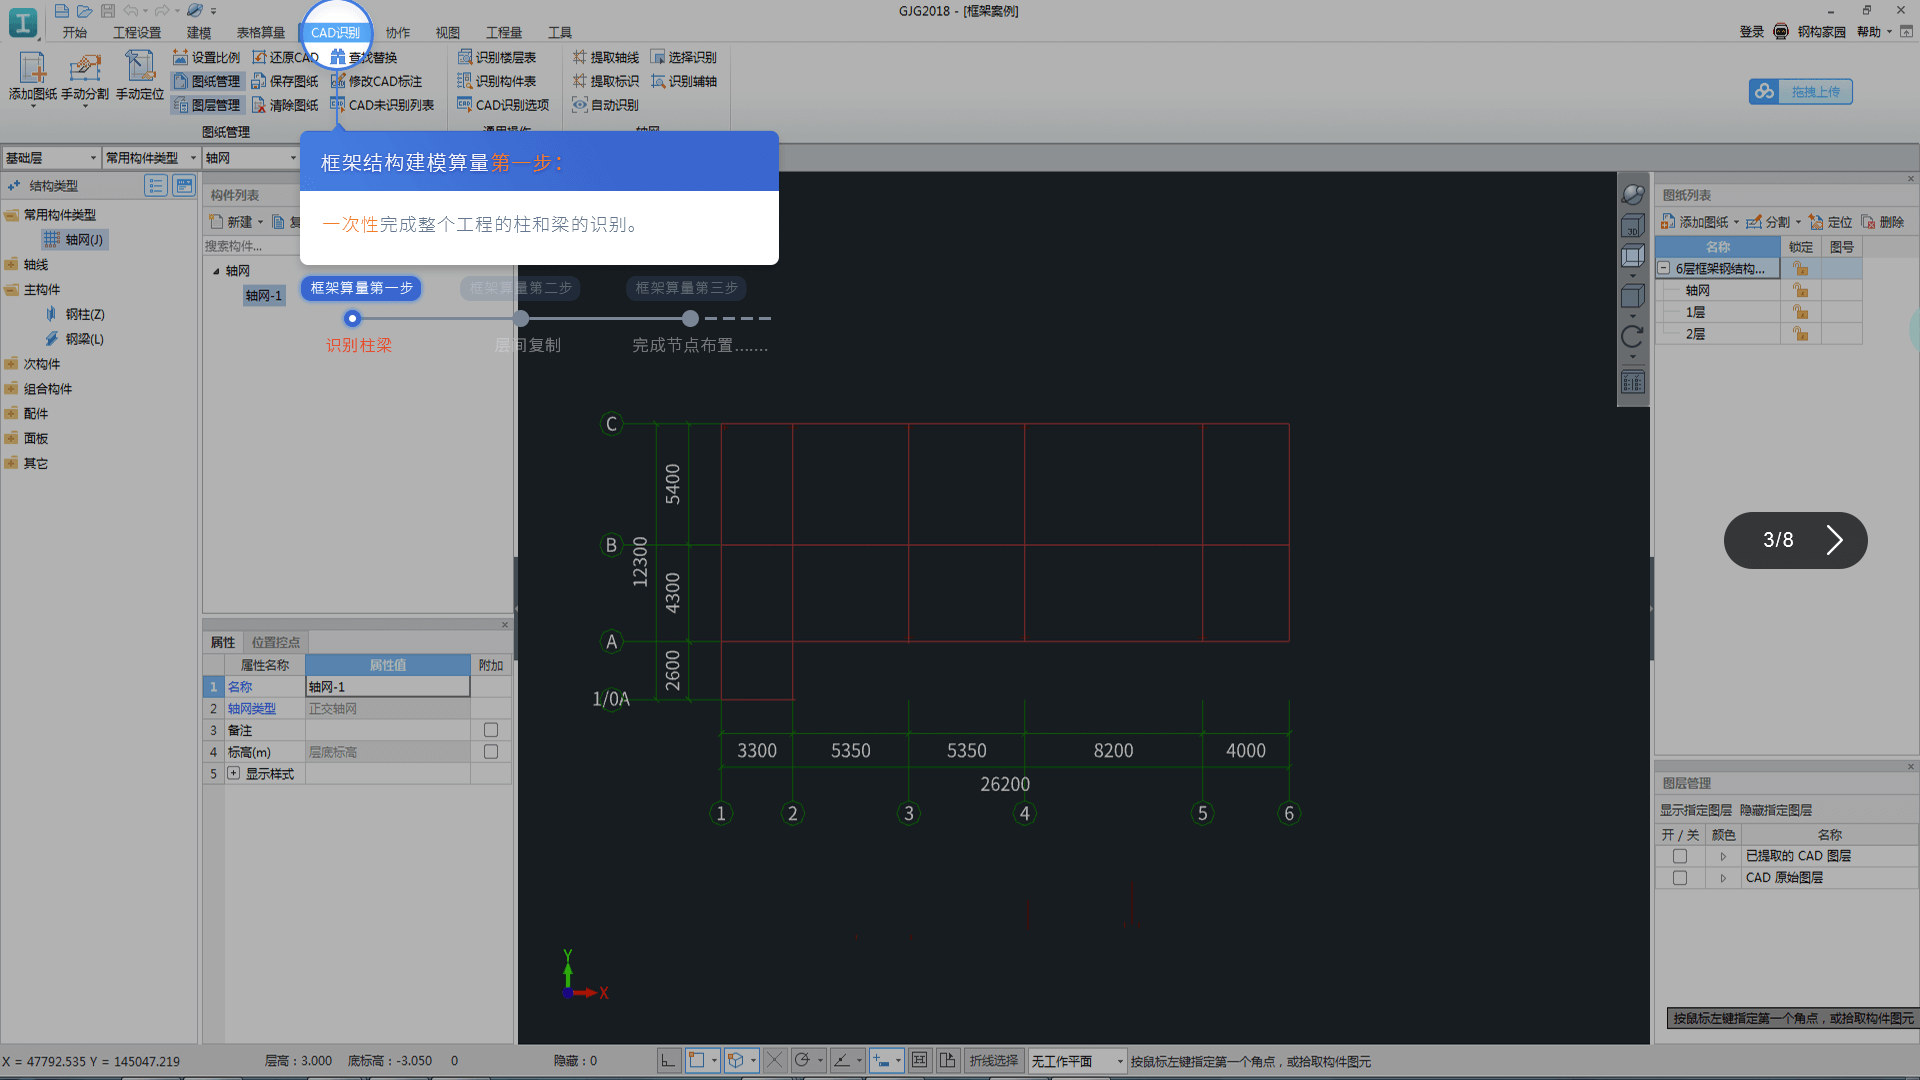 GJG2018 - [框架案例]
开始 工程设置 建模 表格算量 CAD识别 协作 视图 工程量 工具
登录 钢构家园 帮助
添加图纸 手动分割 手动定位
设置比例 还原CAD 查找替换
图纸管理 保存图纸 修改CAD标注
图层管理 清除图纸 CAD未识别列表
图纸管理
识别楼层表
识别构件表
CAD识别选项
通用操作
提取轴线 选择识别
提取标识 识别辅轴
自动识别
轴网
拖拽上传
基础层 常用构件类型 轴网
结构类型
常用构件类型
轴网(J)
轴线
主构件
钢柱(Z)
钢梁(L)
次构件
组合构件
配件
面板
其它
构件列表
新建 复
搜索构件...
轴网
轴网-1
框架结构建模算量第一步：
一次性完成整个工程的柱和梁的识别。
框架算量第一步 框架算量第二步 框架算量第三步
识别柱梁 层间复制 完成节点布置.......
属性 位置控点
属性名称 属性值 附加
1 名称 轴网-1
2 轴网类型 正交轴网
3 备注
4 标高(m) 层底标高
5 显示样式
C
B
A
1/0A
5400
4300
2600
12300
3300 5350 5350 8200 4000
26200
1 2 3 4 5 6
Y
X
3D
图纸列表
添加图纸 分割 定位 删除
名称 锁定 图号
6层框架钢结构...
轴网
1层
2层
3/8
图层管理
显示指定图层 隐藏指定图层
开 / 关 颜色 名称
已提取的 CAD 图层
CAD 原始图层
按鼠标左键指定第一个角点，或拾取构件图元
X = 47792.535 Y = 145047.219 层高：3.000 底标高：-3.050 0 隐藏：0 折线选择 无工作平面 按鼠标左键指定第一个角点，或拾取构件图元